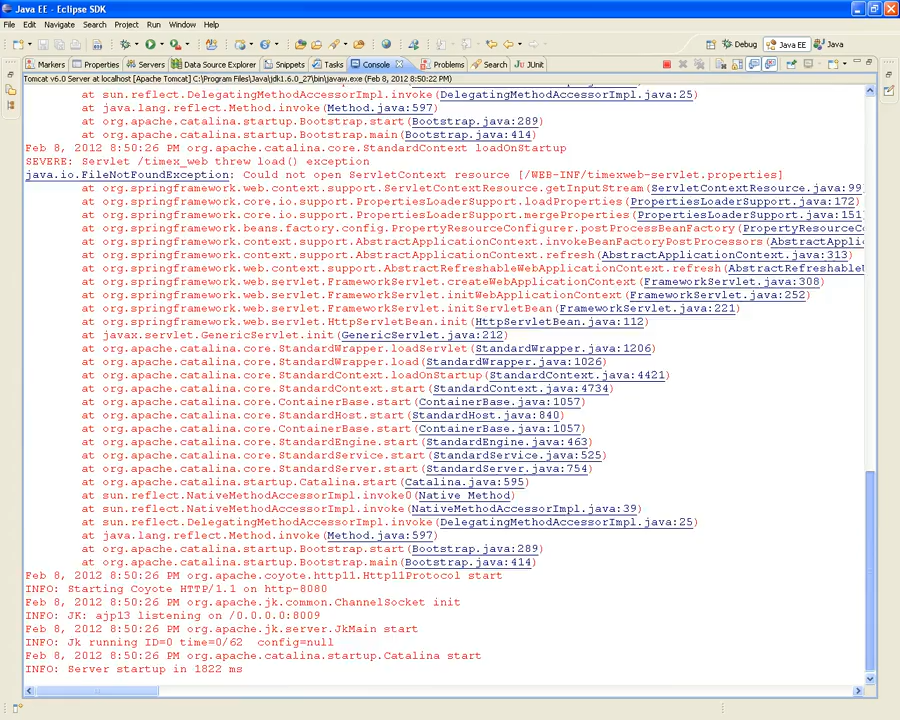 Java EE - Eclipse SDK
File Edit Navigate Search Project Run Window Help
Debug Java EE Java
Markers Properties Servers Data Source Explorer Snippets Tasks Console Problems Search JUnit
Tomcat v6.0 Server at localhost [Apache Tomcat] C:\Program Files\Java\jdk1.6.0_27\bin\javaw.exe (Feb 8, 2012 8:50:22 PM)
at sun.reflect.DelegatingMethodAccessorImpl.invoke(DelegatingMethodAccessorImpl.java:25)
at java.lang.reflect.Method.invoke(Method.java:597)
at org.apache.catalina.startup.Bootstrap.start(Bootstrap.java:289)
at org.apache.catalina.startup.Bootstrap.main(Bootstrap.java:414)
Feb 8, 2012 8:50:26 PM org.apache.catalina.core.StandardContext loadOnStartup
SEVERE: Servlet /timex_web threw load() exception
java.io.FileNotFoundException: Could not open ServletContext resource [/WEB-INF/timexweb-servlet.properties]
at org.springframework.web.context.support.ServletContextResource.getInputStream(ServletContextResource.java:99
at org.springframework.core.io.support.PropertiesLoaderSupport.loadProperties(PropertiesLoaderSupport.java:172)
at org.springframework.core.io.support.PropertiesLoaderSupport.mergeProperties(PropertiesLoaderSupport.java:151
at org.springframework.beans.factory.config.PropertyResourceConfigurer.postProcessBeanFactory(PropertyResourceCo
at org.springframework.context.support.AbstractApplicationContext.invokeBeanFactoryPostProcessors(AbstractApplic
at org.springframework.context.support.AbstractApplicationContext.refresh(AbstractApplicationContext.java:313)
at org.springframework.web.context.support.AbstractRefreshableWebApplicationContext.refresh(AbstractRefreshable
at org.springframework.web.servlet.FrameworkServlet.createWebApplicationContext(FrameworkServlet.java:308)
at org.springframework.web.servlet.FrameworkServlet.initWebApplicationContext(FrameworkServlet.java:252)
at org.springframework.web.servlet.FrameworkServlet.initServletBean(FrameworkServlet.java:221)
at org.springframework.web.servlet.HttpServletBean.init(HttpServletBean.java:112)
at javax.servlet.GenericServlet.init(GenericServlet.java:212)
at org.apache.catalina.core.StandardWrapper.loadServlet(StandardWrapper.java:1206)
at org.apache.catalina.core.StandardWrapper.load(StandardWrapper.java:1026)
at org.apache.catalina.core.StandardContext.loadOnStartup(StandardContext.java:4421)
at org.apache.catalina.core.StandardContext.start(StandardContext.java:4734)
at org.apache.catalina.core.ContainerBase.start(ContainerBase.java:1057)
at org.apache.catalina.core.StandardHost.start(StandardHost.java:840)
at org.apache.catalina.core.ContainerBase.start(ContainerBase.java:1057)
at org.apache.catalina.core.StandardEngine.start(StandardEngine.java:463)
at org.apache.catalina.core.StandardService.start(StandardService.java:525)
at org.apache.catalina.core.StandardServer.start(StandardServer.java:754)
at org.apache.catalina.startup.Catalina.start(Catalina.java:595)
at sun.reflect.NativeMethodAccessorImpl.invoke0(Native Method)
at sun.reflect.NativeMethodAccessorImpl.invoke(NativeMethodAccessorImpl.java:39)
at sun.reflect.DelegatingMethodAccessorImpl.invoke(DelegatingMethodAccessorImpl.java:25)
at java.lang.reflect.Method.invoke(Method.java:597)
at org.apache.catalina.startup.Bootstrap.start(Bootstrap.java:289)
at org.apache.catalina.startup.Bootstrap.main(Bootstrap.java:414)
Feb 8, 2012 8:50:26 PM org.apache.coyote.http11.Http11Protocol start
INFO: Starting Coyote HTTP/1.1 on http-8080
Feb 8, 2012 8:50:26 PM org.apache.jk.common.ChannelSocket init
INFO: JK: ajp13 listening on /0.0.0.0:8009
Feb 8, 2012 8:50:26 PM org.apache.jk.server.JkMain start
INFO: Jk running ID=0 time=0/62 config=null
Feb 8, 2012 8:50:26 PM org.apache.catalina.startup.Catalina start
INFO: Server startup in 1822 ms